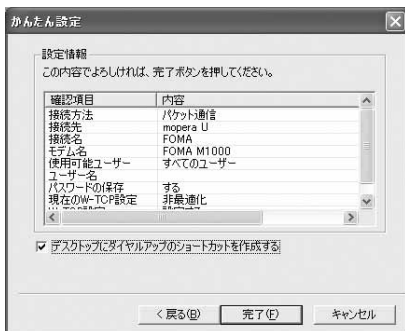 かんたん設定
設定情報
この内容でよろしければ、完了ボタンを押してください。
確認項目 内容
接続方法 パケット通信
接続先 mopera U
接続名 FOMA
モデム名 FOMA M1000
使用可能ユーザー すべてのユーザー
ユーザー名
パスワードの保存 する
現在のW-TCP設定 非最適化
デスクトップにダイヤルアップのショートカットを作成する
< 戻る(B) 完了(F) キャンセル